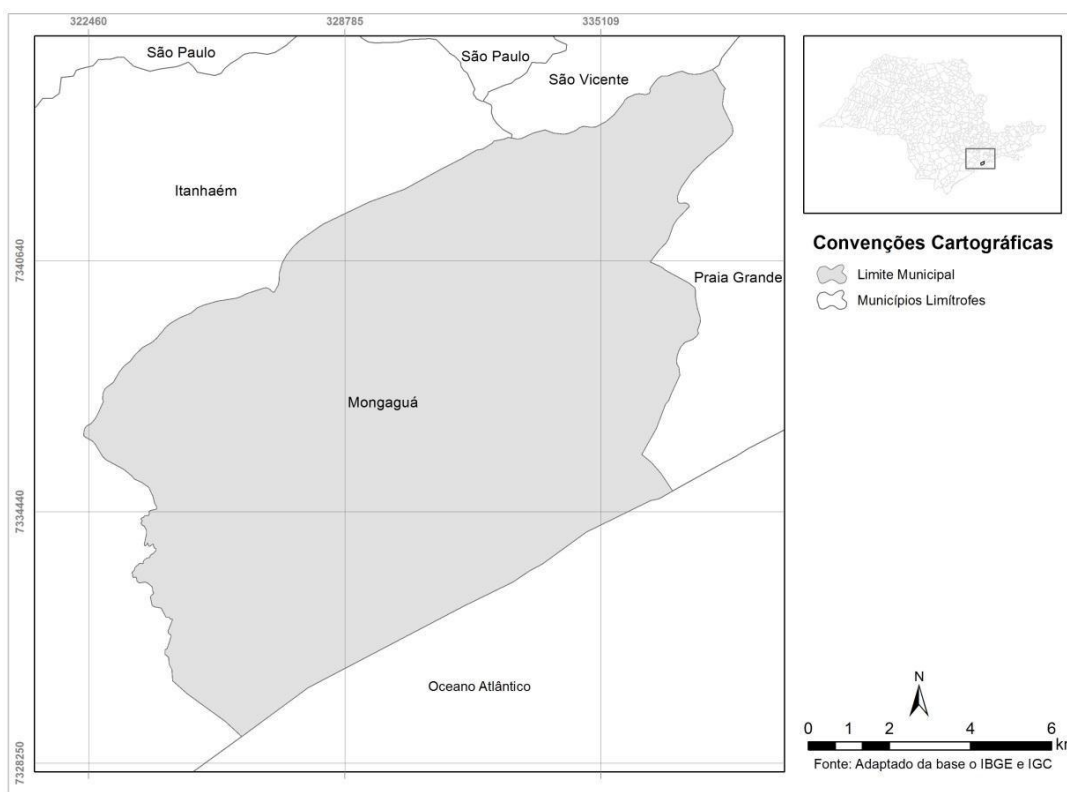 322460
328785
335109
São Paulo
São Paulo
São Vicente
Itanhaém
7340640
Praia Grande
Mongaguá
7334440
Oceano Atlântico
7328250
Convenções Cartográficas
Limite Municipal
Municípios Limítrofes
N
0 1 2 4 6
km
Fonte: Adaptado da base o IBGE e IGC